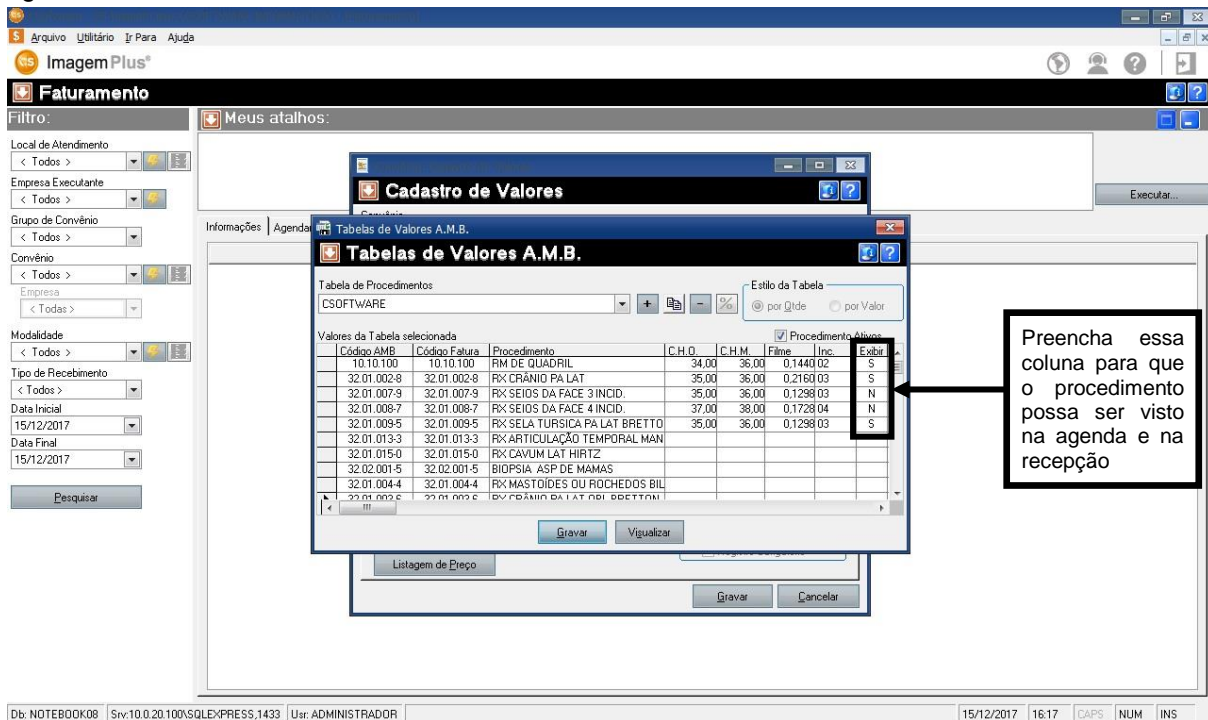 Arquivo Utilitário Ir Para Ajuda
CS ImagemPlus®
Faturamento
Filtro:
Meus atalhos:
Local de Atendimento
< Todos >
Empresa Executante
< Todos >
Grupo de Convênio
< Todos >
Convênio
< Todos >
Empresa
< Todas >
Modalidade
< Todos >
Tipo de Recebimento
< Todos >
Data Inicial
15/12/2017
Data Final
15/12/2017
Pesquisar
Executar...
Informações
Cadastro de Valores
Tabelas de Valores A.M.B.
Tabelas de Valores A.M.B.
Tabela de Procedimentos
CSOFTWARE
Estilo da Tabela
por Qtde por Valor
Valores da Tabela selecionada
Procedimento Ativos
Código AMB Código Fatura Procedimento C.H.O. C.H.M. Filme Inc. Exibir
10.10.100 10.10.100 RM DE QUADRIL 34,00 36,00 0,1440 02 S
32.01.002-8 32.01.002-8 RX CRÂNIO PA LAT 35,00 36,00 0,2160 03 S
32.01.007-9 32.01.007-9 RX SEIOS DA FACE 3 INCID. 35,00 36,00 0,1298 03 N
32.01.008-7 32.01.008-7 RX SEIOS DA FACE 4 INCID. 37,00 38,00 0,1728 04 N
32.01.009-5 32.01.009-5 RX SELA TURSICA PA LAT BRETTO 35,00 36,00 0,1298 03 S
32.01.013-3 32.01.013-3 RX ARTICULAÇÃO TEMPORAL MAN
32.01.015-0 32.01.015-0 RX CAVUM LAT HIRTZ
32.02.001-5 32.02.001-5 BIOPSIA ASP DE MAMAS
32.01.004-4 32.01.004-4 RX MASTOÍDES OU ROCHEDOS BIL
Gravar Visualizar
Listagem de Preço
Gravar Cancelar
Preencha essa
coluna para que
o procedimento
possa ser visto
na agenda e na
recepção
Db: NOTEBOOK08 Srv:10.0.20.100\SQLEXPRESS,1433 Usr: ADMINISTRADOR 15/12/2017 16:17 CAPS NUM INS